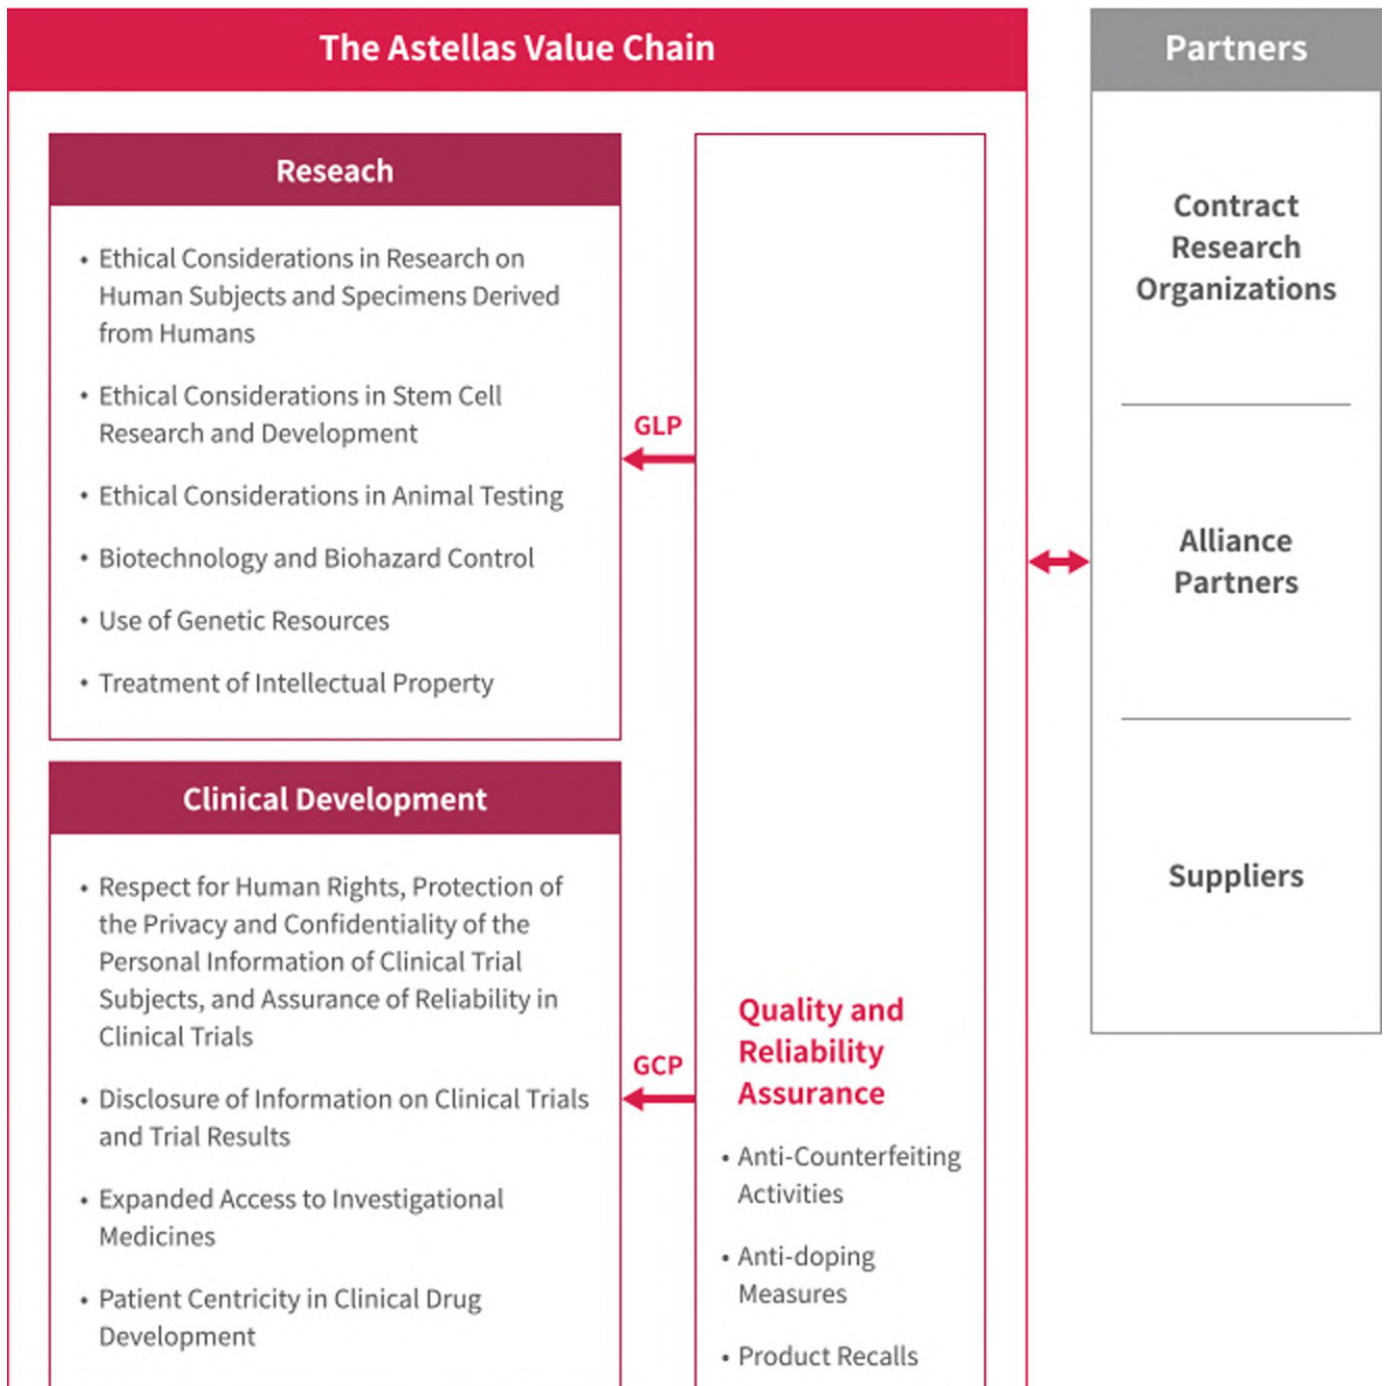 The Astellas Value Chain
Reseach
• Ethical Considerations in Research on
Human Subjects and Specimens Derived
from Humans
• Ethical Considerations in Stem Cell
Research and Development
• Ethical Considerations in Animal Testing
• Biotechnology and Biohazard Control
• Use of Genetic Resources
• Treatment of Intellectual Property
GLP
Clinical Development
• Respect for Human Rights, Protection of
the Privacy and Confidentiality of the
Personal Information of Clinical Trial
Subjects, and Assurance of Reliability in
Clinical Trials
• Disclosure of Information on Clinical Trials
and Trial Results
• Expanded Access to Investigational
Medicines
• Patient Centricity in Clinical Drug
Development
GCP
Quality and
Reliability
Assurance
• Anti-Counterfeiting
Activities
• Anti-doping
Measures
• Product Recalls
Partners
Contract
Research
Organizations
Alliance
Partners
Suppliers